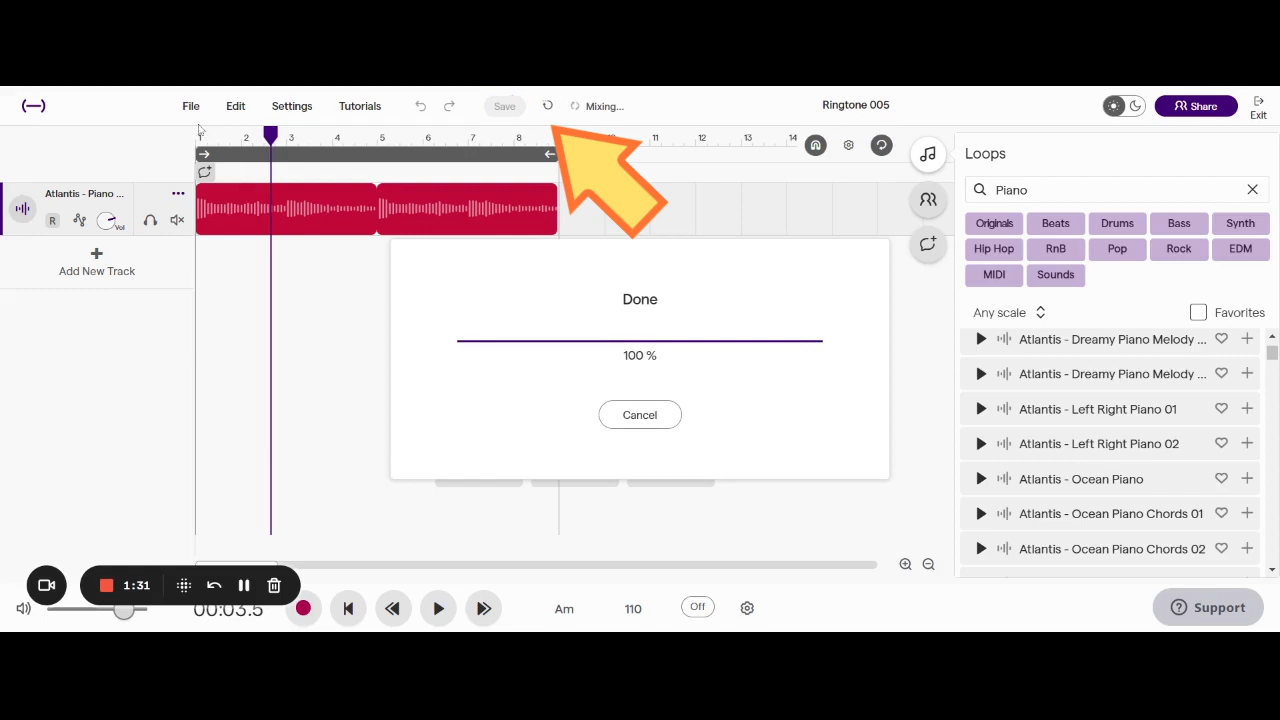 File Edit Settings Tutorials Save Mixing... Ringtone 005 Share Exit
1 2 3 4 5 6 7 8 10 11 12 13 14
Atlantis - Piano ...
R Vol
Add New Track
Done
100 %
Cancel
Loops
Piano
Originals Beats Drums Bass Synth
Hip Hop RnB Pop Rock EDM
MIDI Sounds
Any scale Favorites
Atlantis - Dreamy Piano Melody ...
Atlantis - Dreamy Piano Melody ...
Atlantis - Left Right Piano 01
Atlantis - Left Right Piano 02
Atlantis - Ocean Piano
Atlantis - Ocean Piano Chords 01
Atlantis - Ocean Piano Chords 02
1:31
00:03.5 Am 110 Off Support